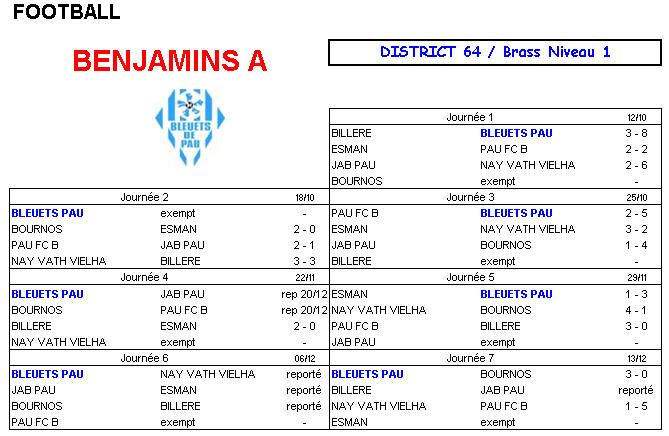 FOOTBALL
BENJAMINS A
DISTRICT 64 / Brass Niveau 1
BLEUETS
DE
PAU
Journée 1 12/10
BILLERE BLEUETS PAU 3 - 8
ESMAN PAU FC B 2 - 2
JAB PAU NAY VATH VIELHA 2 - 6
BOURNOS exempt -
Journée 2 18/10
BLEUETS PAU exempt -
BOURNOS ESMAN 2 - 0
PAU FC B JAB PAU 2 - 1
NAY VATH VIELHA BILLERE 3 - 3
Journée 3 25/10
PAU FC B BLEUETS PAU 2 - 5
ESMAN NAY VATH VIELHA 3 - 2
JAB PAU BOURNOS 1 - 4
BILLERE exempt -
Journée 4 22/11
BLEUETS PAU JAB PAU rep 20/12
BOURNOS PAU FC B rep 20/12
BILLERE ESMAN 2 - 0
NAY VATH VIELHA exempt -
Journée 5 29/11
ESMAN BLEUETS PAU 1 - 3
NAY VATH VIELHA BOURNOS 4 - 1
PAU FC B BILLERE 3 - 0
JAB PAU exempt -
Journée 6 06/12
BLEUETS PAU NAY VATH VIELHA reporté
JAB PAU ESMAN reporté
BOURNOS BILLERE reporté
PAU FC B exempt -
Journée 7 13/12
BLEUETS PAU BOURNOS 3 - 0
BILLERE JAB PAU reporté
NAY VATH VIELHA PAU FC B 1 - 5
ESMAN exempt -